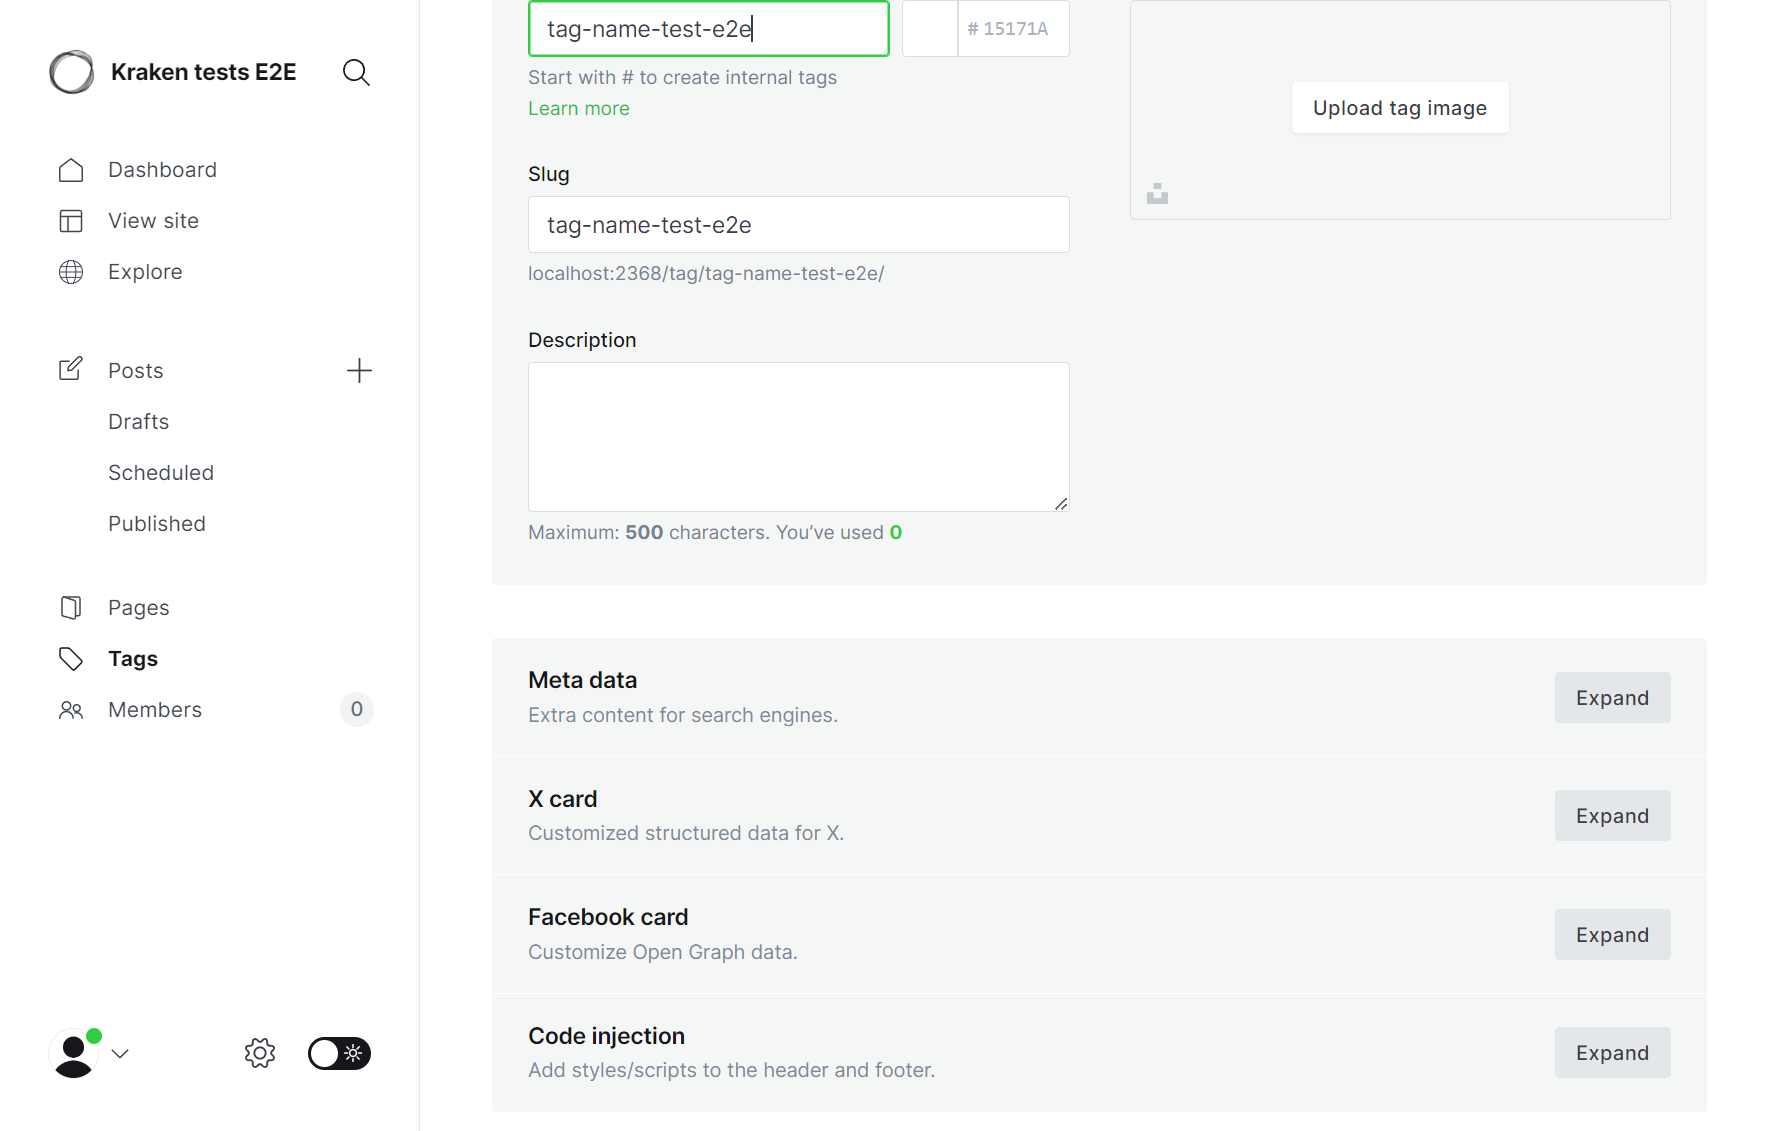 Kraken tests E2E
Dashboard
View site
Explore
Posts
Drafts
Scheduled
Published
Pages
Tags
Members
0
tag-name-test-e2e
# 15171A
Start with # to create internal tags
Learn more
Upload tag image
Slug
tag-name-test-e2e
localhost:2368/tag/tag-name-test-e2e/
Description
Maximum: 500 characters. You’ve used 0
Meta data
Extra content for search engines.
Expand
X card
Customized structured data for X.
Expand
Facebook card
Customize Open Graph data.
Expand
Code injection
Add styles/scripts to the header and footer.
Expand